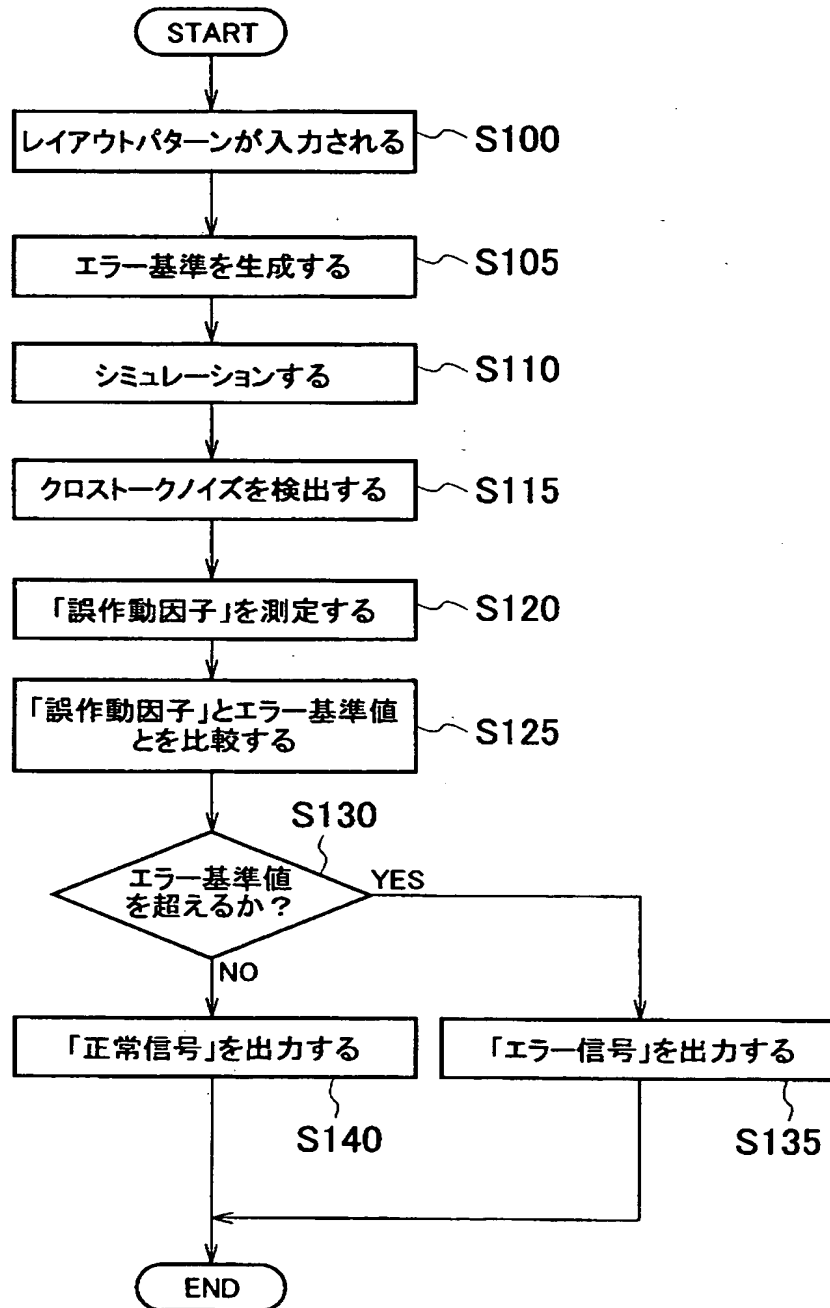 START
レイアウトパターンが入力される
S100
エラー基準を生成する
S105
シミュレーションする
S110
クロストークノイズを検出する
S115
「誤作動因子」を測定する
S120
「誤作動因子」とエラー基準値
とを比較する
S125
S130
エラー基準値
を超えるか？
YES
NO
「正常信号」を出力する
S140
「エラー信号」を出力する
S135
END